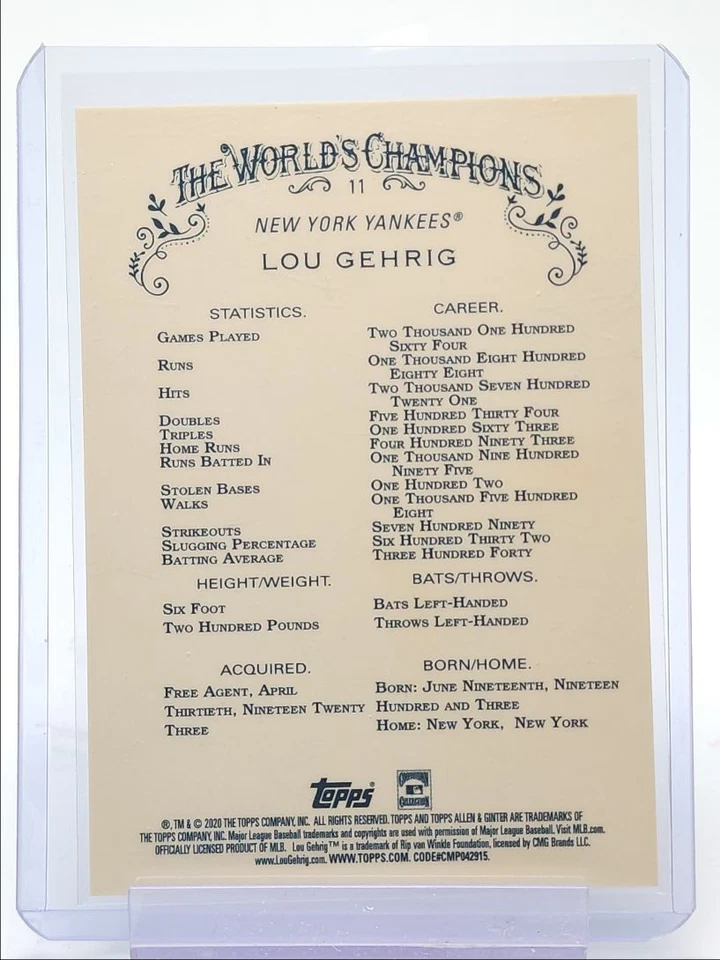 THE WORLD'S CHAMPIONS
11
NEW YORK YANKEES®
LOU GEHRIG
STATISTICS. CAREER.
GAMES PLAYED TWO THOUSAND ONE HUNDRED
SIXTY FOUR
RUNS ONE THOUSAND EIGHT HUNDRED
EIGHTY EIGHT
HITS TWO THOUSAND SEVEN HUNDRED
TWENTY ONE
DOUBLES FIVE HUNDRED THIRTY FOUR
TRIPLES ONE HUNDRED SIXTY THREE
HOME RUNS FOUR HUNDRED NINETY THREE
RUNS BATTED IN ONE THOUSAND NINE HUNDRED
NINETY FIVE
STOLEN BASES ONE HUNDRED TWO
WALKS ONE THOUSAND FIVE HUNDRED
EIGHT
STRIKEOUTS SEVEN HUNDRED NINETY
SLUGGING PERCENTAGE SIX HUNDRED THIRTY TWO
BATTING AVERAGE THREE HUNDRED FORTY
HEIGHT/WEIGHT. BATS/THROWS.
SIX FOOT BATS LEFT-HANDED
TWO HUNDRED POUNDS THROWS LEFT-HANDED
ACQUIRED. BORN/HOME.
FREE AGENT, APRIL BORN: JUNE NINETEENTH, NINETEEN
THIRTIETH, NINETEEN TWENTY HUNDRED AND THREE
THREE HOME: NEW YORK, NEW YORK
topps®
COOPERSTOWN
COLLECTION
®, TM & © 2020 THE TOPPS COMPANY, INC. ALL RIGHTS RESERVED. TOPPS AND TOPPS ALLEN & GINTER ARE TRADEMARKS OF
THE TOPPS COMPANY, INC. Major League Baseball trademarks and copyrights are used with permission of Major League Baseball. Visit MLB.com.
OFFICIALLY LICENSED PRODUCT OF MLB. Lou Gehrig™ is a trademark of Rip van Winkle Foundation, licensed by CMG Brands LLC.
www.LouGehrig.com. WWW.TOPPS.COM. CODE#CMP042915.